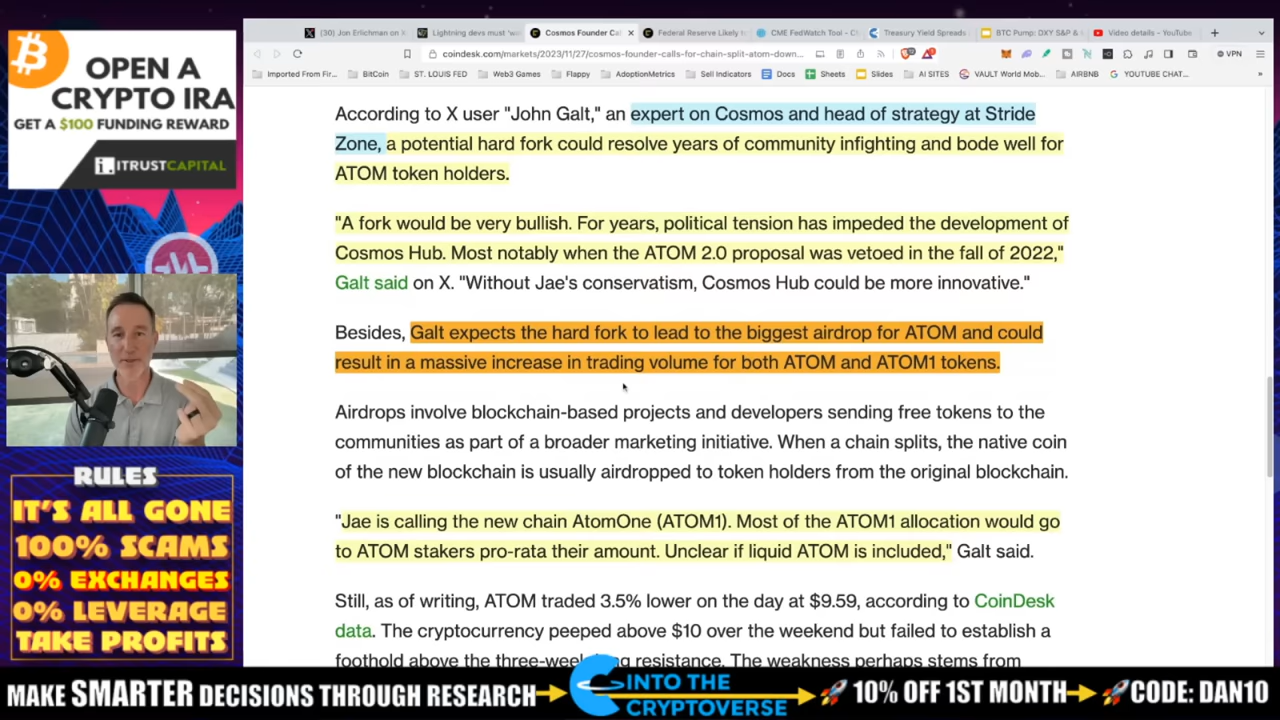 OPEN A
CRYPTO IRA
GET A $100 FUNDING REWARD
i. ITRUSTCAPITAL
RULES
IT'S ALL GONE
100% SCAMS
0% EXCHANGES
0% LEVERAGE
TAKE PROFITS
(30) Jon Erlichman on X
Lightning devs must 'wa
Cosmos Founder Cal
Federal Reserve Likely t
CME FedWatch Tool - C
Treasury Yield Spreads
BTC Pump: DXY S&P &
Video details - YouTube
coindesk.com/markets/2023/11/27/cosmos-founder-calls-for-chain-split-atom-down...
VPN
Imported From Fir...
BitCoin
ST. LOUIS FED
Web3 Games
Flappy
AdoptionMetrics
Sell Indicators
Docs
Sheets
Slides
AI SITES
VAULT World Mob...
AIRBNB
YOUTUBE CHAT...
According to X user "John Galt," an expert on Cosmos and head of strategy at Stride
Zone, a potential hard fork could resolve years of community infighting and bode well for
ATOM token holders.
"A fork would be very bullish. For years, political tension has impeded the development of
Cosmos Hub. Most notably when the ATOM 2.0 proposal was vetoed in the fall of 2022,"
Galt said on X. "Without Jae's conservatism, Cosmos Hub could be more innovative."
Besides, Galt expects the hard fork to lead to the biggest airdrop for ATOM and could
result in a massive increase in trading volume for both ATOM and ATOM1 tokens.
Airdrops involve blockchain-based projects and developers sending free tokens to the
communities as part of a broader marketing initiative. When a chain splits, the native coin
of the new blockchain is usually airdropped to token holders from the original blockchain.
"Jae is calling the new chain AtomOne (ATOM1). Most of the ATOM1 allocation would go
to ATOM stakers pro-rata their amount. Unclear if liquid ATOM is included," Galt said.
Still, as of writing, ATOM traded 3.5% lower on the day at $9.59, according to CoinDesk
data. The cryptocurrency peeped above $10 over the weekend but failed to establish a
foothold above the resistance. The weakness perhaps stems from
MAKE SMARTER DECISIONS THROUGH RESEARCH
INTO THE
CRYPTOVERSE
10% OFF 1ST MONTH
CODE: DAN10